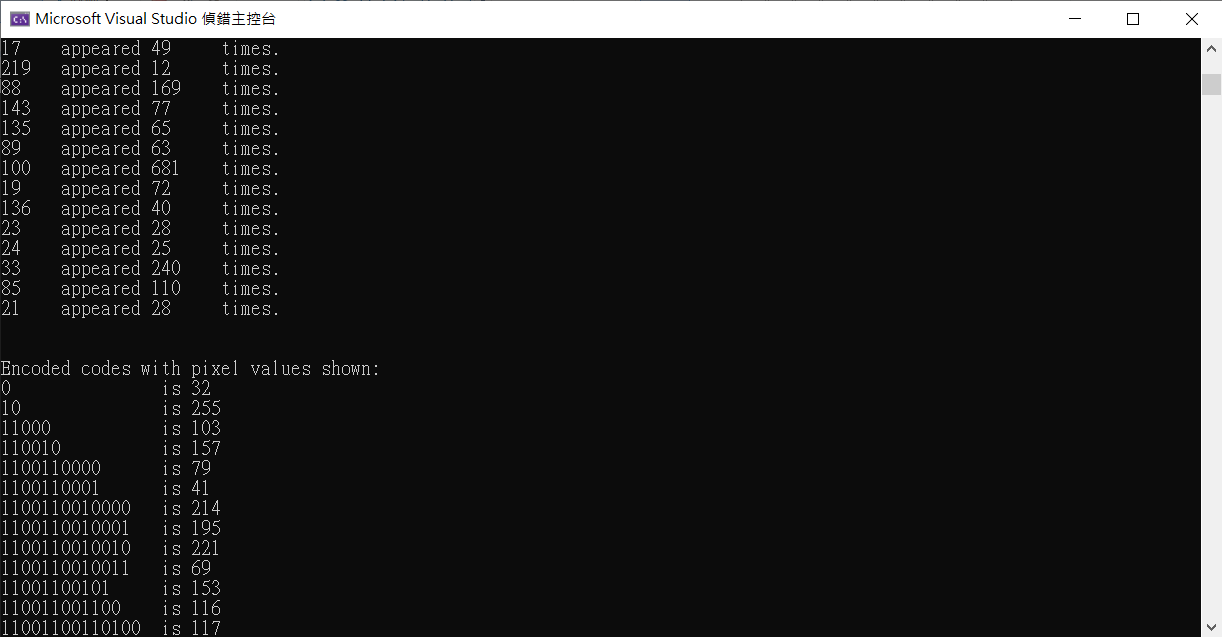 Microsoft Visual Studio 偵錯主控台
17 appeared 49 times.
219 appeared 12 times.
88 appeared 169 times.
143 appeared 77 times.
135 appeared 65 times.
89 appeared 63 times.
100 appeared 681 times.
19 appeared 72 times.
136 appeared 40 times.
23 appeared 28 times.
24 appeared 25 times.
33 appeared 240 times.
85 appeared 110 times.
21 appeared 28 times.
Encoded codes with pixel values shown:
0 is 32
10 is 255
11000 is 103
110010 is 157
1100110000 is 79
1100110001 is 41
1100110010000 is 214
1100110010001 is 195
1100110010010 is 221
1100110010011 is 69
11001100101 is 153
110011001100 is 116
11001100110100 is 117